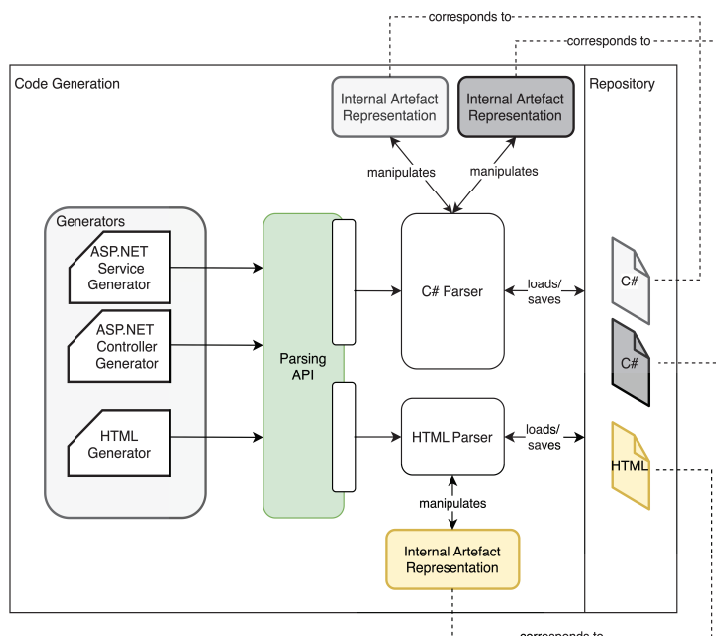 corresponds to
corresponds to
Code Generation
Repository
Internal Artefact
Representation
Internal Artefact
Representation
manipulates
manipulates
Generators
ASP.NET
Service
Generator
C#
C# Farser
loads/
saves
ASP.NET
Controller
Generator
Parsing
API
C#
HTML
Generator
HTML Parser
loads/
saves
HTML
manipulates
Internal Artefact
Representation
corresponds to